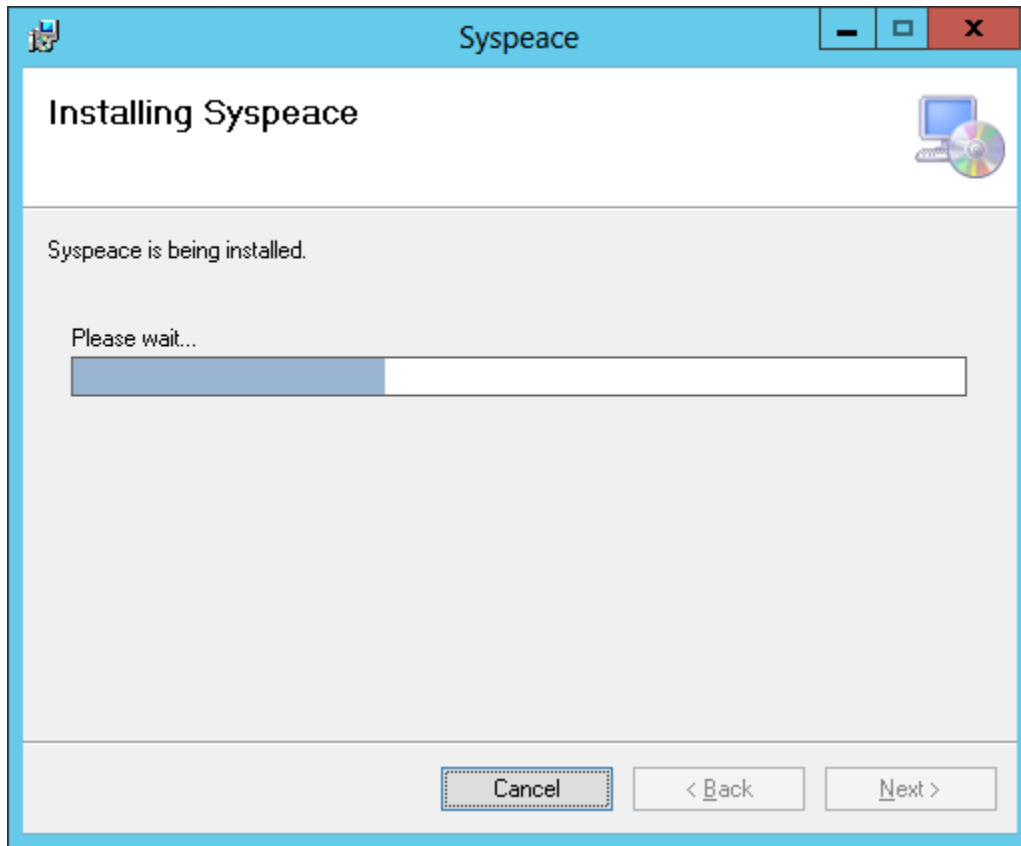 Syspeace
Installing Syspeace
Syspeace is being installed.
Please wait...
Cancel
< Back
Next >